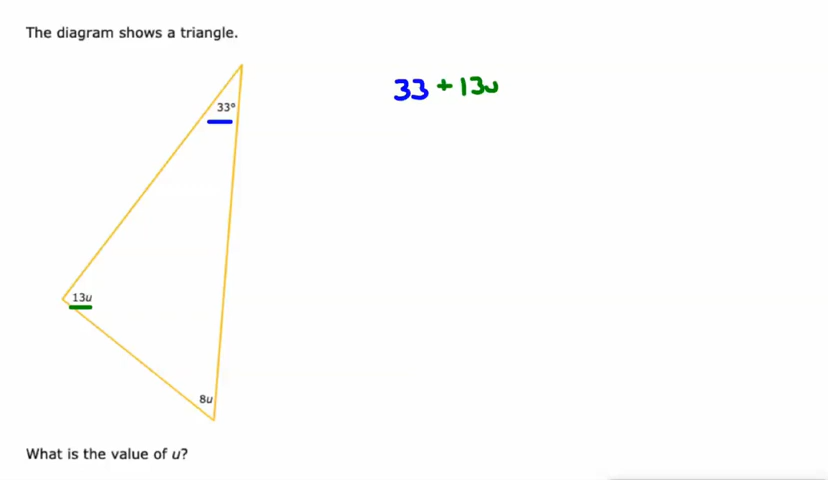 The diagram shows a triangle.
33 + 13u
33°
13u
8u
What is the value of u?